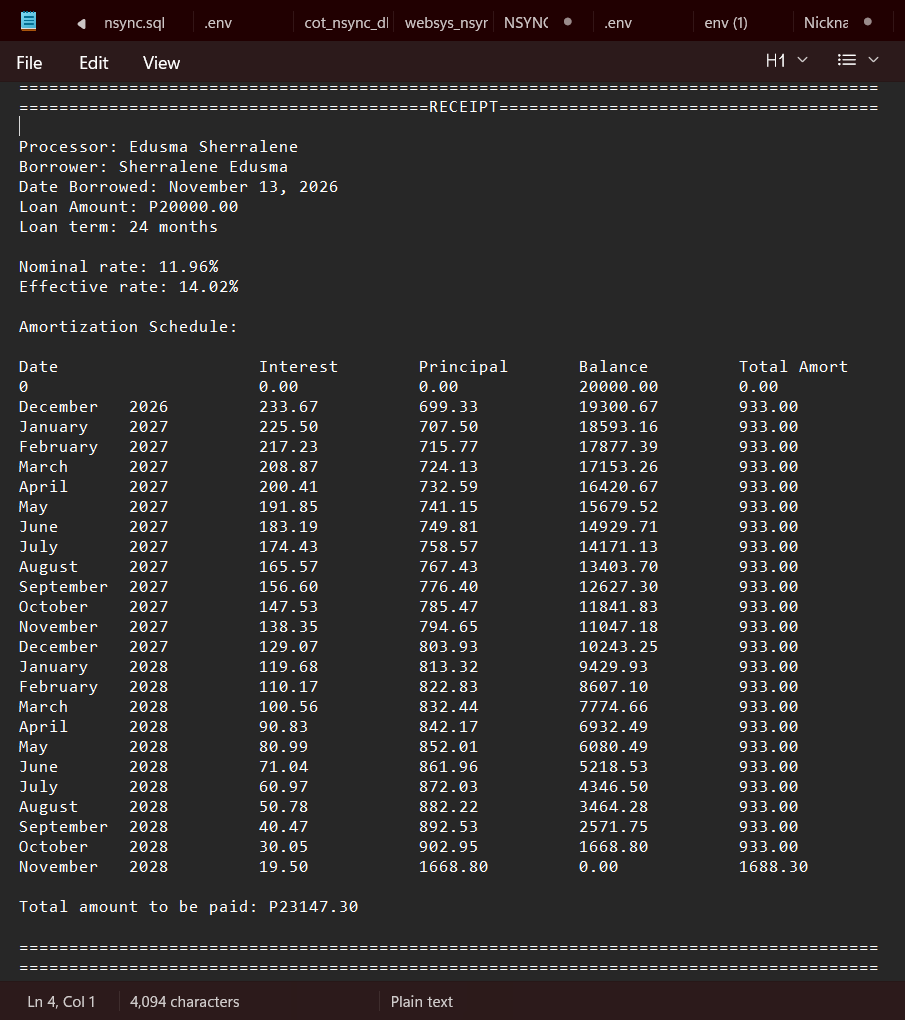 nsync.sql .env cot_nsync_dl websys_nsyr NSYNC .env env (1) Nickna
File Edit View H1
======================================================================================
=========================================RECEIPT======================================
Processor: Edusma Sherralene
Borrower: Sherralene Edusma
Date Borrowed: November 13, 2026
Loan Amount: P20000.00
Loan term: 24 months
Nominal rate: 11.96%
Effective rate: 14.02%
Amortization Schedule:
Date Interest Principal Balance Total Amort
0 0.00 0.00 20000.00 0.00
December 2026 233.67 699.33 19300.67 933.00
January 2027 225.50 707.50 18593.16 933.00
February 2027 217.23 715.77 17877.39 933.00
March 2027 208.87 724.13 17153.26 933.00
April 2027 200.41 732.59 16420.67 933.00
May 2027 191.85 741.15 15679.52 933.00
June 2027 183.19 749.81 14929.71 933.00
July 2027 174.43 758.57 14171.13 933.00
August 2027 165.57 767.43 13403.70 933.00
September 2027 156.60 776.40 12627.30 933.00
October 2027 147.53 785.47 11841.83 933.00
November 2027 138.35 794.65 11047.18 933.00
December 2027 129.07 803.93 10243.25 933.00
January 2028 119.68 813.32 9429.93 933.00
February 2028 110.17 822.83 8607.10 933.00
March 2028 100.56 832.44 7774.66 933.00
April 2028 90.83 842.17 6932.49 933.00
May 2028 80.99 852.01 6080.49 933.00
June 2028 71.04 861.96 5218.53 933.00
July 2028 60.97 872.03 4346.50 933.00
August 2028 50.78 882.22 3464.28 933.00
September 2028 40.47 892.53 2571.75 933.00
October 2028 30.05 902.95 1668.80 933.00
November 2028 19.50 1668.80 0.00 1688.30
Total amount to be paid: P23147.30
======================================================================================
======================================================================================
Ln 4, Col 1 4,094 characters Plain text